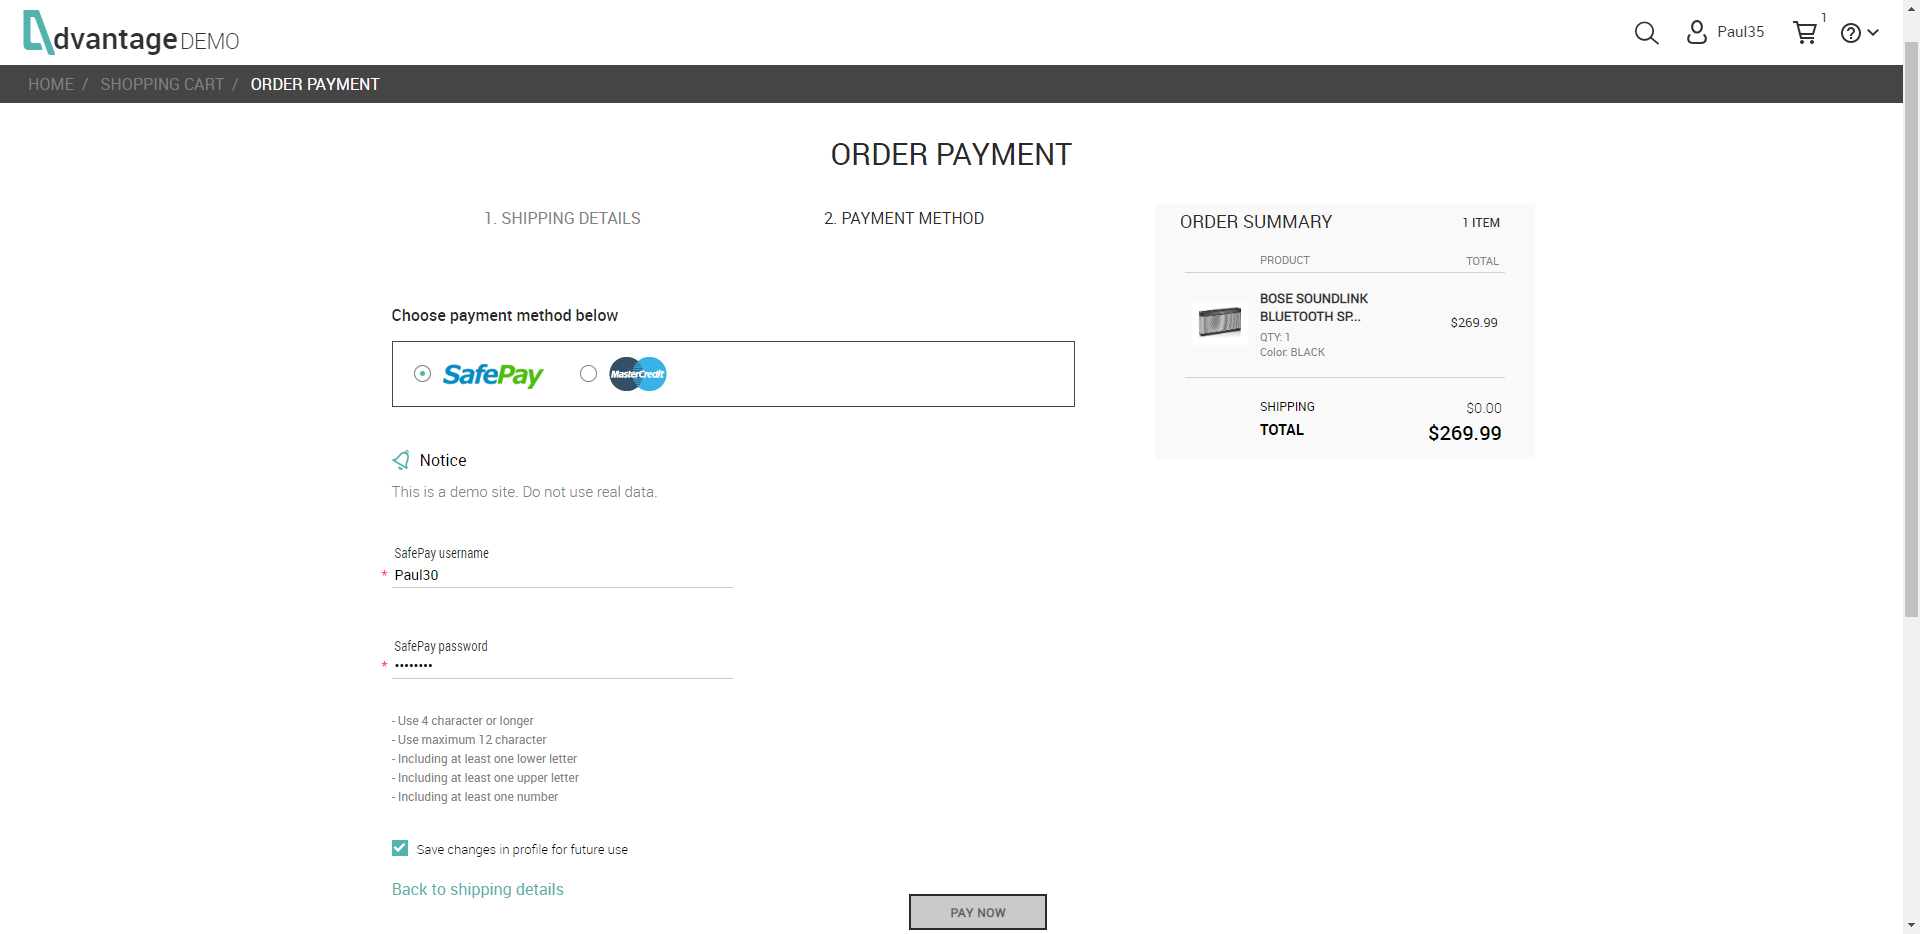 dvantage DEMO
Paul35
1
HOME / SHOPPING CART / ORDER PAYMENT
ORDER PAYMENT
1. SHIPPING DETAILS
2. PAYMENT METHOD
Choose payment method below
SafePay
MasterCredit
Notice
This is a demo site. Do not use real data.
SafePay username
* Paul30
SafePay password
* ••••••••
- Use 4 character or longer
- Use maximum 12 character
- Including at least one lower letter
- Including at least one upper letter
- Including at least one number
Save changes in profile for future use
Back to shipping details
PAY NOW
ORDER SUMMARY
1 ITEM
PRODUCT
TOTAL
BOSE SOUNDLINK
BLUETOOTH SP...
QTY: 1
Color: BLACK
$269.99
SHIPPING
$0.00
TOTAL
$269.99